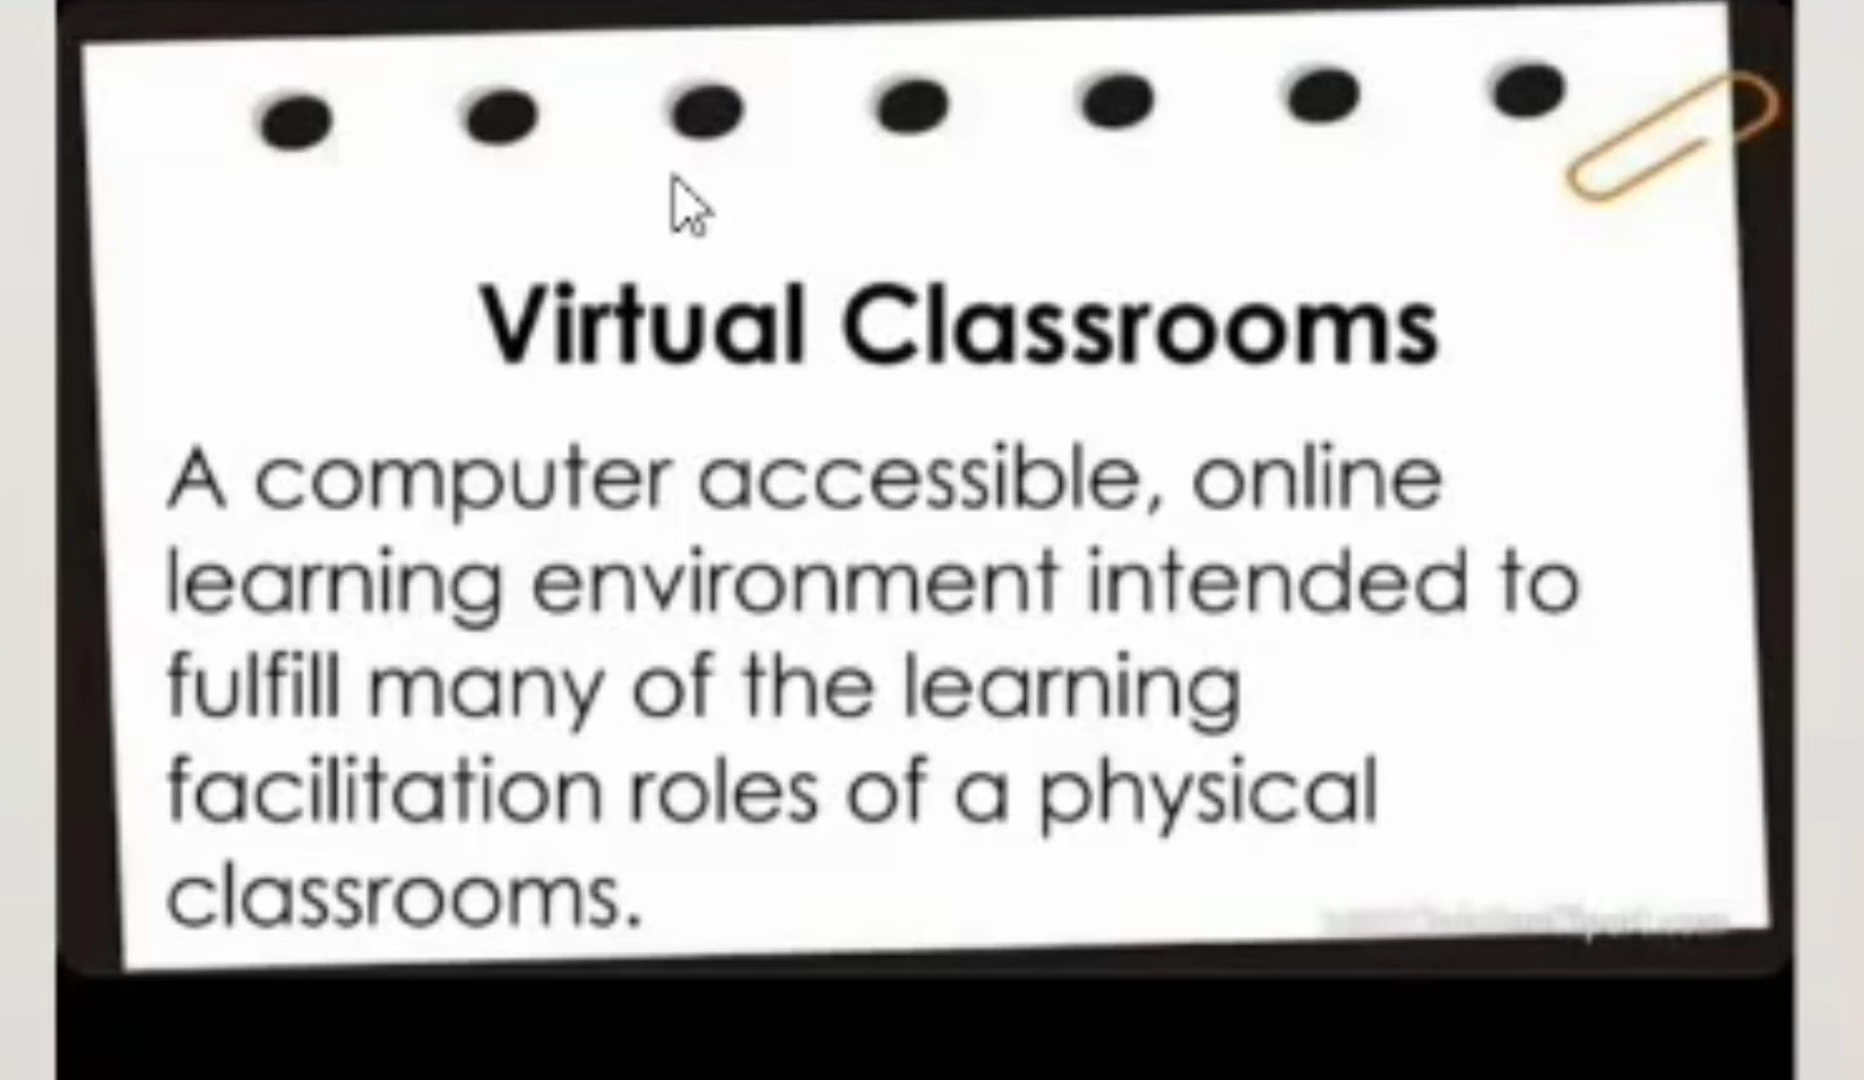 Virtual Classrooms
A computer accessible, online
learning environment intended to
fulfill many of the learning
facilitation roles of a physical
classrooms.